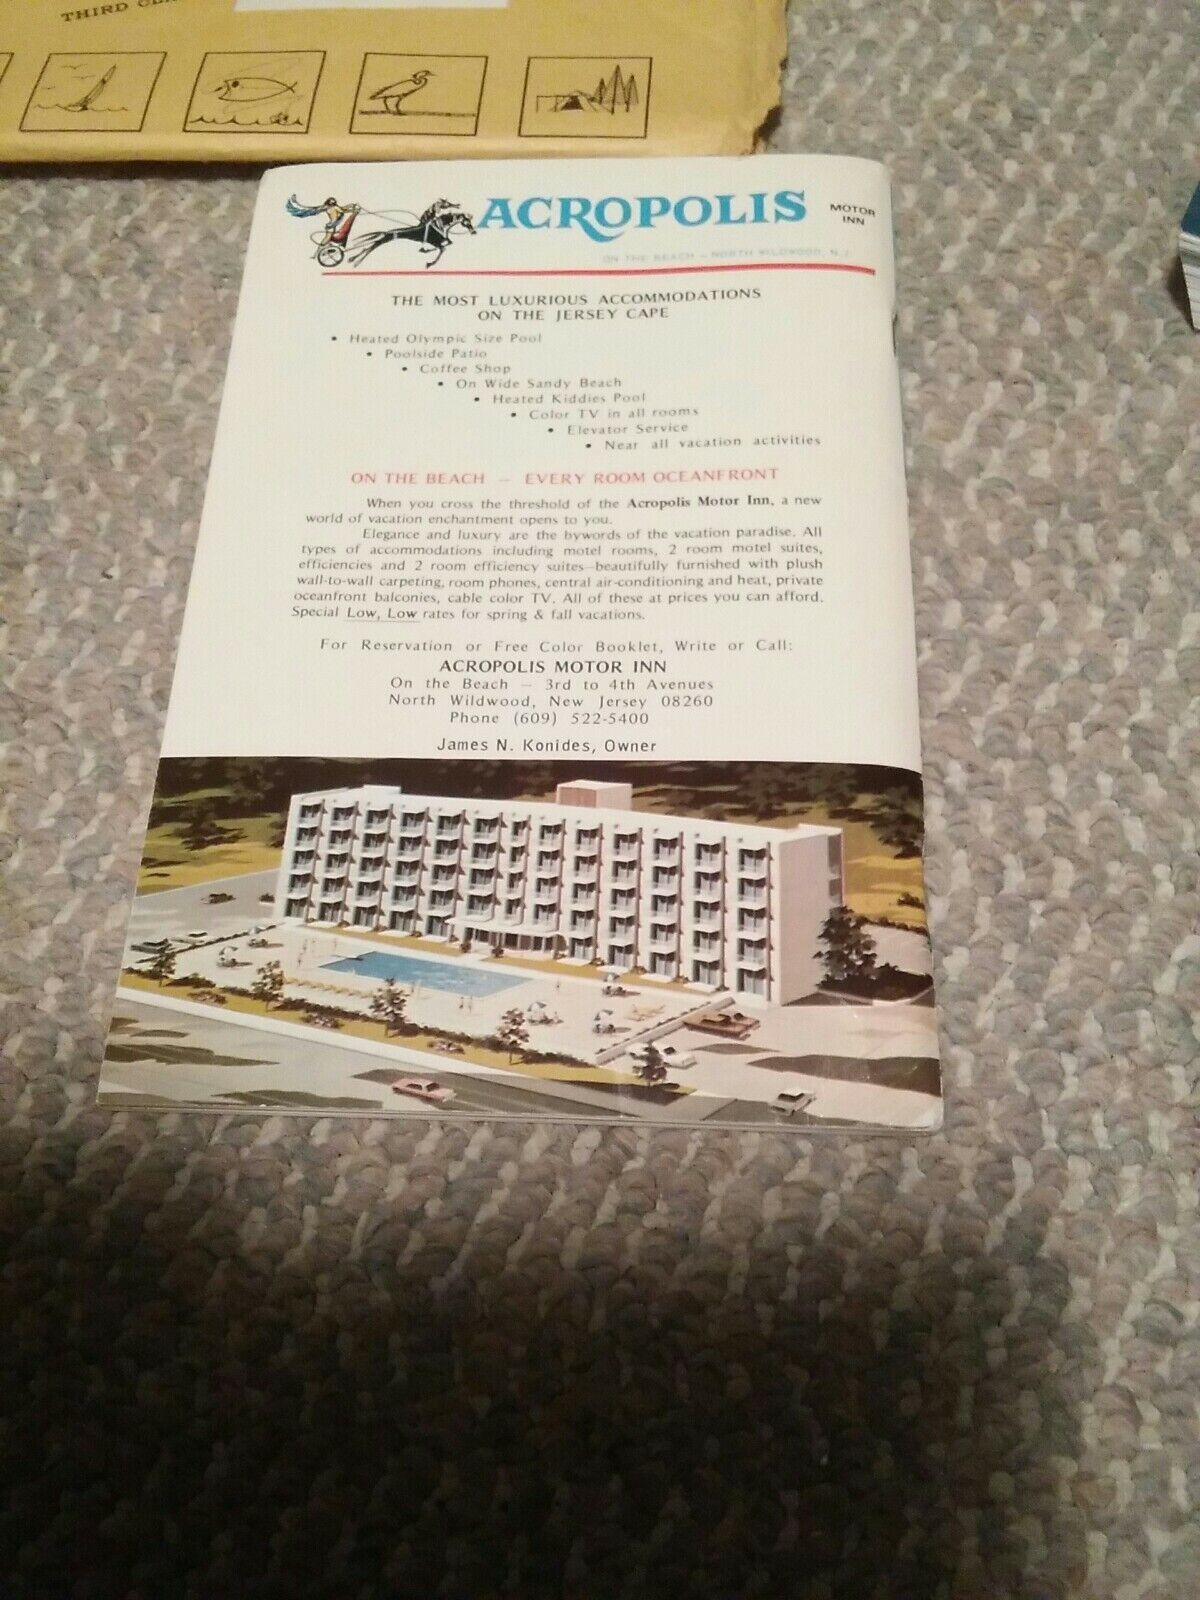 THIRD
ACROPOLIS
MOTOR
INN
ON THE BEACH – NORTH WILDWOOD, N.J.
THE MOST LUXURIOUS ACCOMMODATIONS
ON THE JERSEY CAPE
• Heated Olympic Size Pool
• Poolside Patio
• Coffee Shop
• On Wide Sandy Beach
• Heated Kiddies Pool
• Color TV in all rooms
• Elevator Service
• Near all vacation activities
ON THE BEACH – EVERY ROOM OCEANFRONT
When you cross the threshold of the Acropolis Motor Inn, a new
world of vacation enchantment opens to you.
Elegance and luxury are the bywords of the vacation paradise. All
types of accommodations including motel rooms, 2 room motel suites,
efficiencies and 2 room efficiency suites—beautifully furnished with plush
wall-to-wall carpeting, room phones, central air-conditioning and heat, private
oceanfront balconies, cable color TV. All of these at prices you can afford.
Special Low, Low rates for spring & fall vacations.
For Reservation or Free Color Booklet, Write or Call:
ACROPOLIS MOTOR INN
On the Beach – 3rd to 4th Avenues
North Wildwood, New Jersey 08260
Phone (609) 522-5400
James N. Konides, Owner